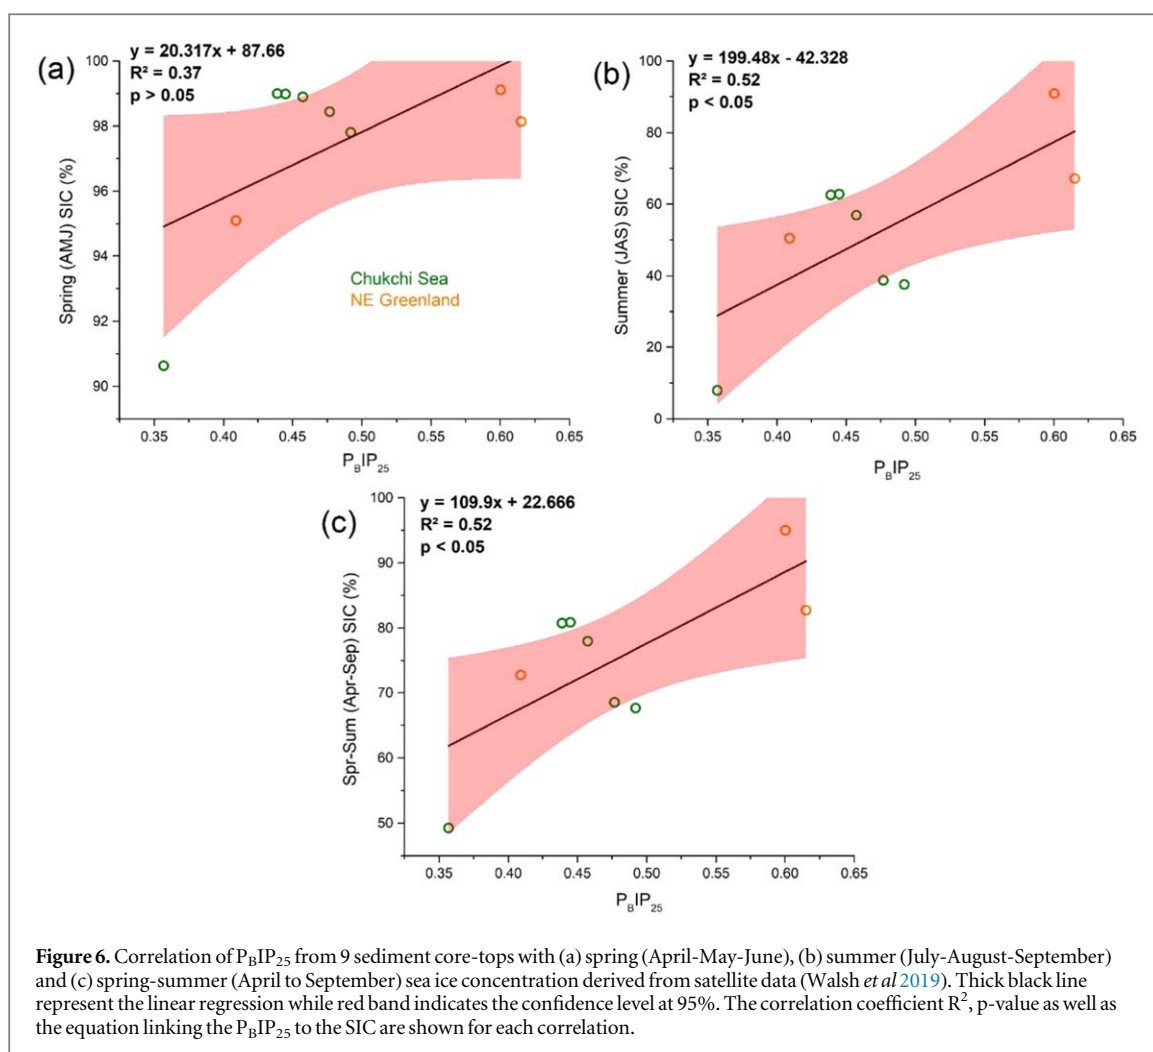 (a)
y = 20.317x + 87.66
R² = 0.37
p > 0.05
100
98
96
94
92
90
Spring (AMJ) SIC (%)
Chukchi Sea
NE Greenland
0.35 0.40 0.45 0.50 0.55 0.60 0.65
P_BIP_25
(b)
y = 199.48x - 42.328
R² = 0.52
p < 0.05
100
80
60
40
20
0
Summer (JAS) SIC (%)
0.35 0.40 0.45 0.50 0.55 0.60 0.65
P_BIP_25
(c)
y = 109.9x + 22.666
R² = 0.52
p < 0.05
100
90
80
70
60
50
Spr-Sum (Apr-Sep) SIC (%)
0.35 0.40 0.45 0.50 0.55 0.60 0.65
P_BIP_25
Figure 6. Correlation of P_BIP_25 from 9 sediment core-tops with (a) spring (April-May-June), (b) summer (July-August-September)
and (c) spring-summer (April to September) sea ice concentration derived from satellite data (Walsh et al 2019). Thick black line
represent the linear regression while red band indicates the confidence level at 95%. The correlation coefficient R², p-value as well as
the equation linking the P_BIP_25 to the SIC are shown for each correlation.